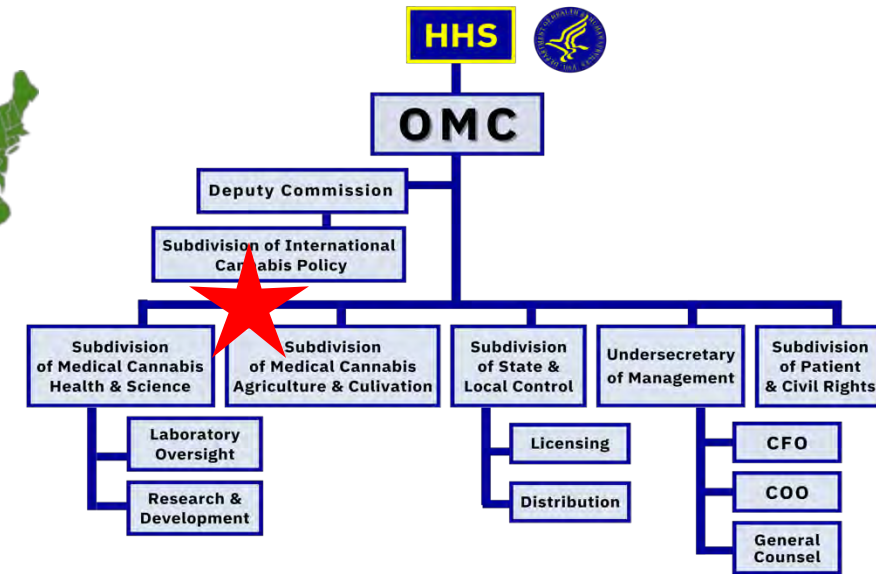 HHS
OMC
Deputy Commission
Subdivision of International
Cannabis Policy
Subdivision
of Medical Cannabis
Health & Science
Subdivision
of Medical Cannabis
Agriculture & Culivation
Subdivision
of State &
Local Control
Undersecretary
of Management
Subdivision
of Patient
& Civil Rights
Laboratory
Oversight
Research &
Development
Licensing
Distribution
CFO
COO
General
Counsel